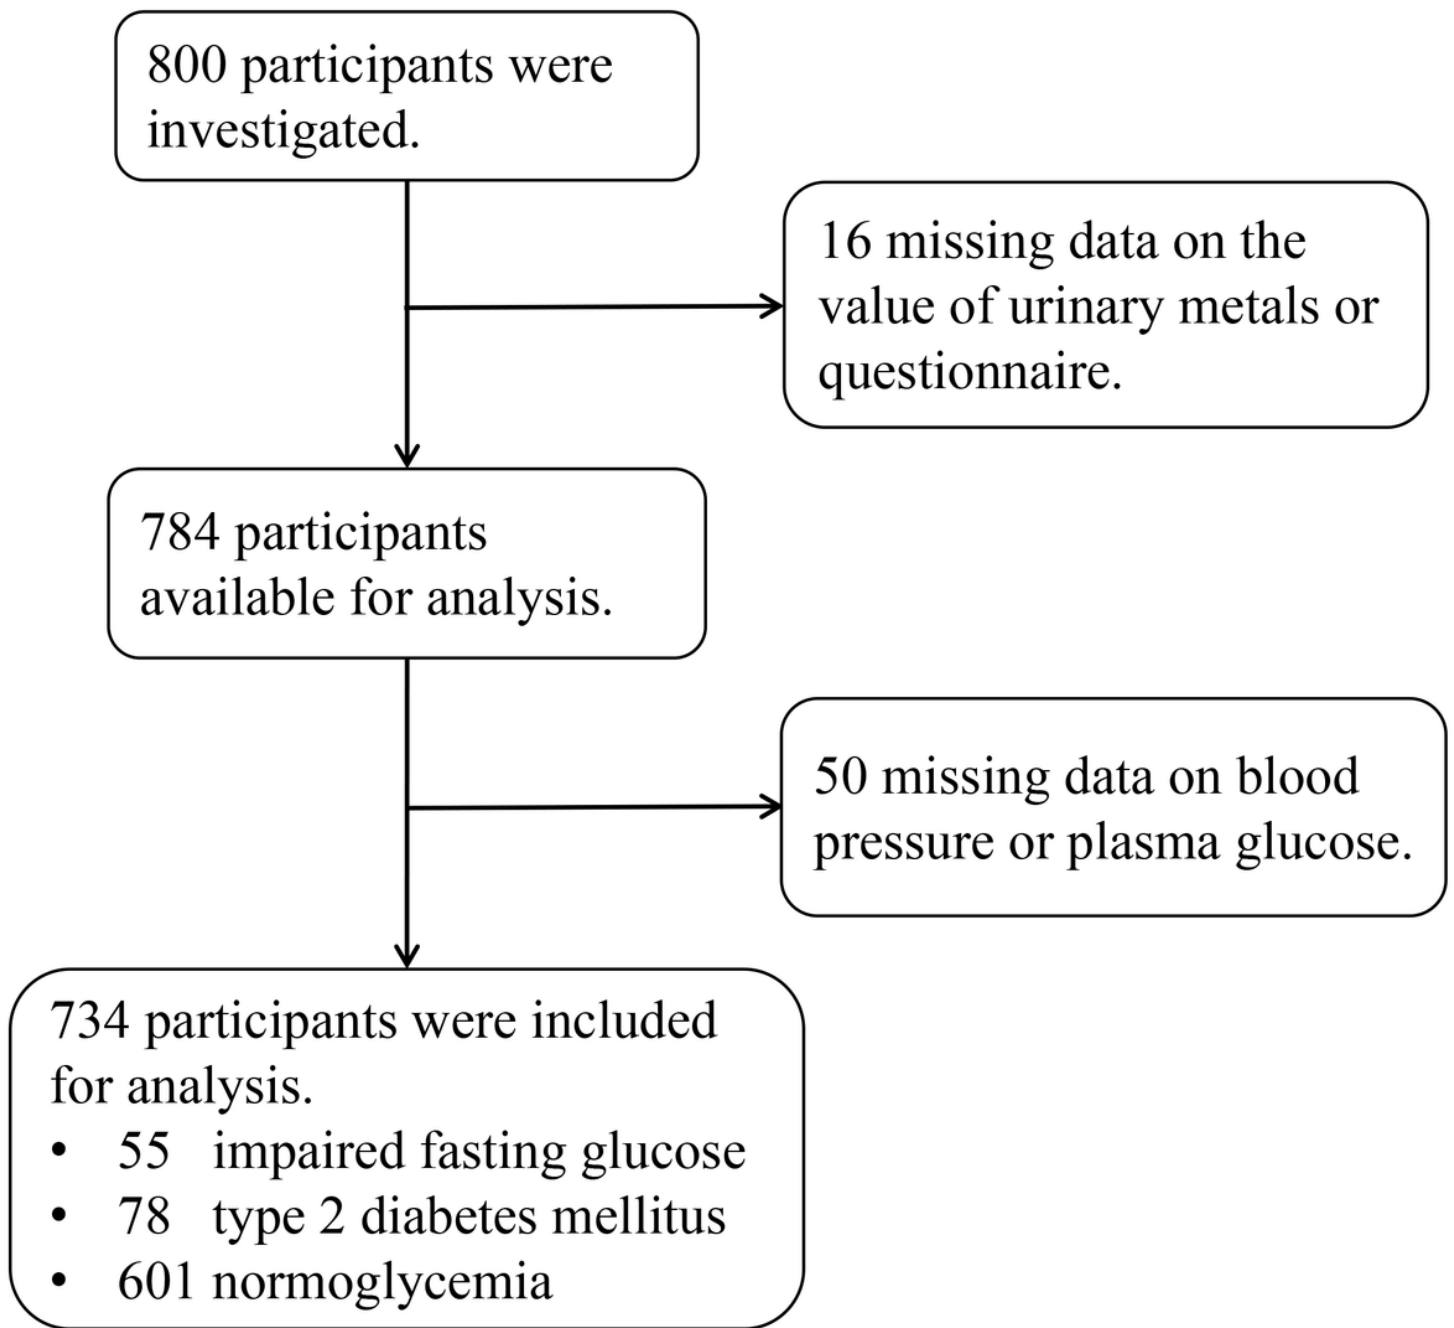 800 participants were
investigated.
16 missing data on the
value of urinary metals or
questionnaire.
784 participants
available for analysis.
50 missing data on blood
pressure or plasma glucose.
734 participants were included
for analysis.
• 55 impaired fasting glucose
• 78 type 2 diabetes mellitus
• 601 normoglycemia